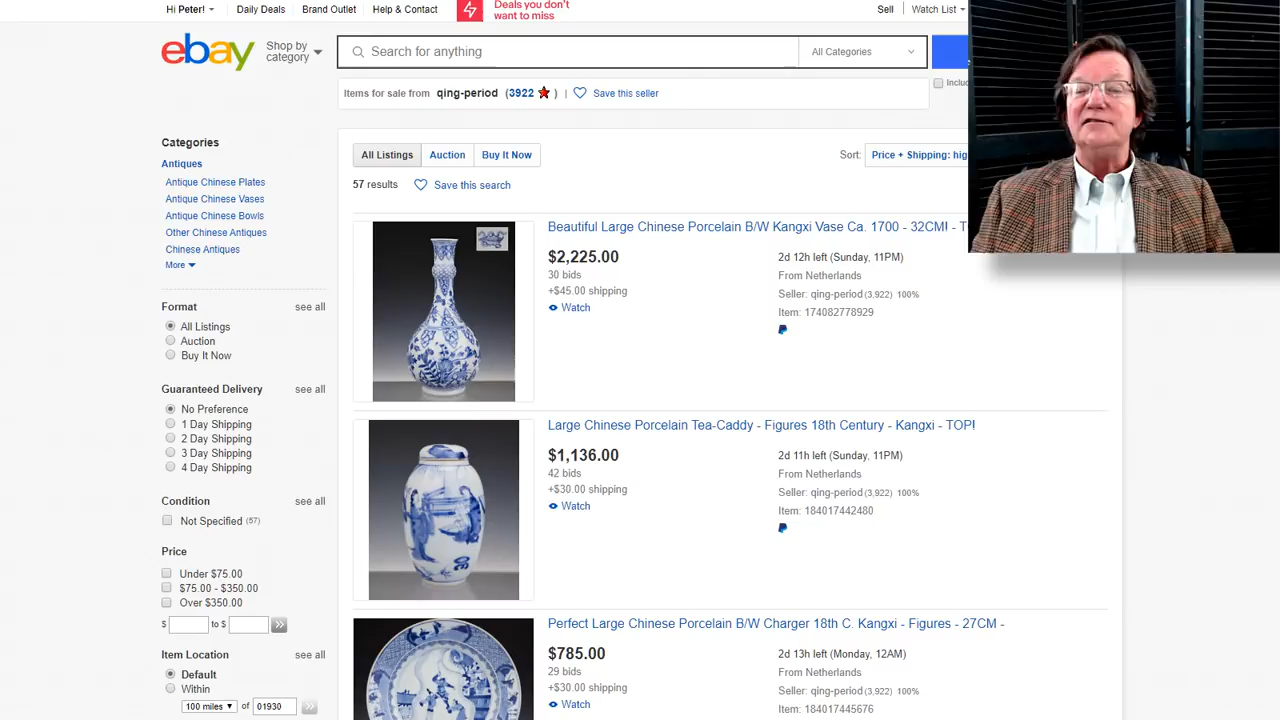 Hi Peter!
Daily Deals
Brand Outlet
Help & Contact
Deals you don't
want to miss
Sell
Watch List
ebay
Shop by
category
Search for anything
All Categories
Items for sale from qing-period (3922 ) | Save this seller
Categories
Antiques
Antique Chinese Plates
Antique Chinese Vases
Antique Chinese Bowls
Other Chinese Antiques
Chinese Antiques
More
Format see all
All Listings
Auction
Buy It Now
Guaranteed Delivery see all
No Preference
1 Day Shipping
2 Day Shipping
3 Day Shipping
4 Day Shipping
Condition see all
Not Specified (57)
Price
Under $75.00
$75.00 - $350.00
Over $350.00
$ to $
Item Location see all
Default
Within
100 miles of 01930
All Listings Auction Buy It Now
Sort: Price + Shipping:
57 results Save this search
Beautiful Large Chinese Porcelain B/W Kangxi Vase Ca. 1700 - 32CM! -
$2,225.00
30 bids
+$45.00 shipping
Watch
2d 12h left (Sunday, 11PM)
From Netherlands
Seller: qing-period (3,922) 100%
Item: 174082778929
Large Chinese Porcelain Tea-Caddy - Figures 18th Century - Kangxi - TOP!
$1,136.00
42 bids
+$30.00 shipping
Watch
2d 11h left (Sunday, 11PM)
From Netherlands
Seller: qing-period (3,922) 100%
Item: 184017442480
Perfect Large Chinese Porcelain B/W Charger 18th C. Kangxi - Figures - 27CM -
$785.00
29 bids
+$30.00 shipping
Watch
2d 13h left (Monday, 12AM)
From Netherlands
Seller: qing-period (3,922) 100%
Item: 184017445676